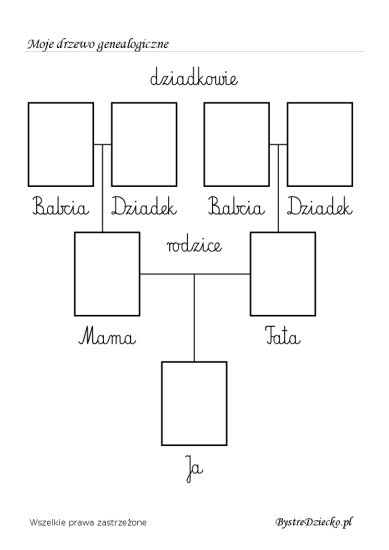 Moje drzewo genealogiczne
dziadkowie
Babcia Dziadek Babcia Dziadek
rodzice
Mama Tata
Ja
Wszelkie prawa zastrzeżone BystreDziecko.pl